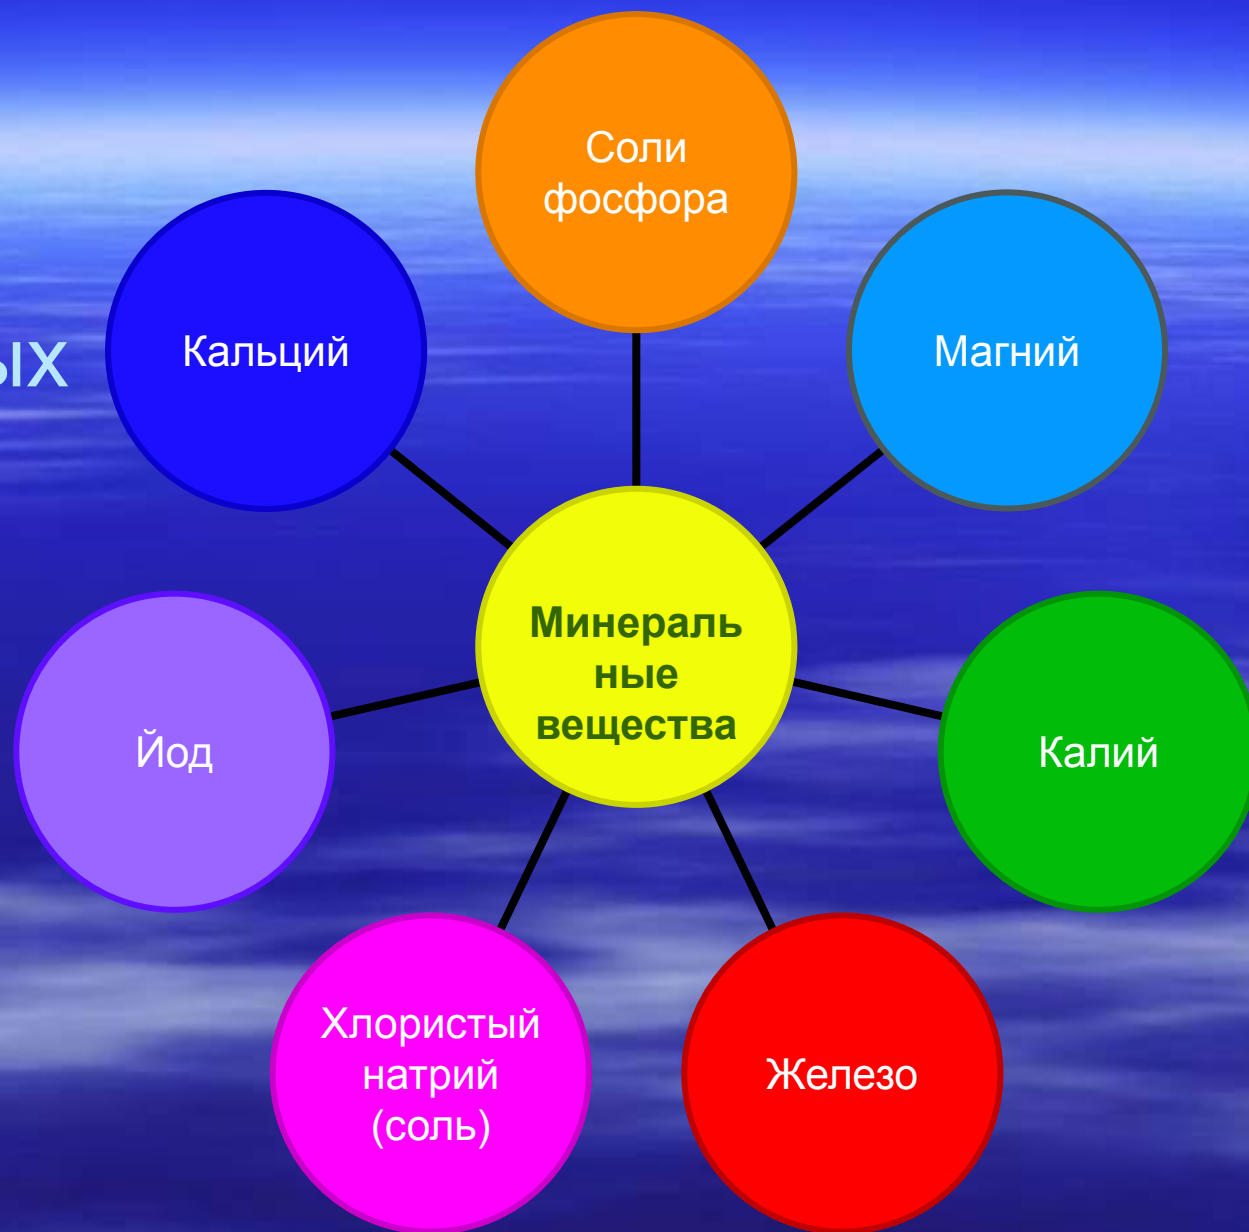 Соли
фосфора
ых
Кальций
Магний
Минераль
ные
вещества
Йод
Калий
Хлористый
натрий
(соль)
Железо